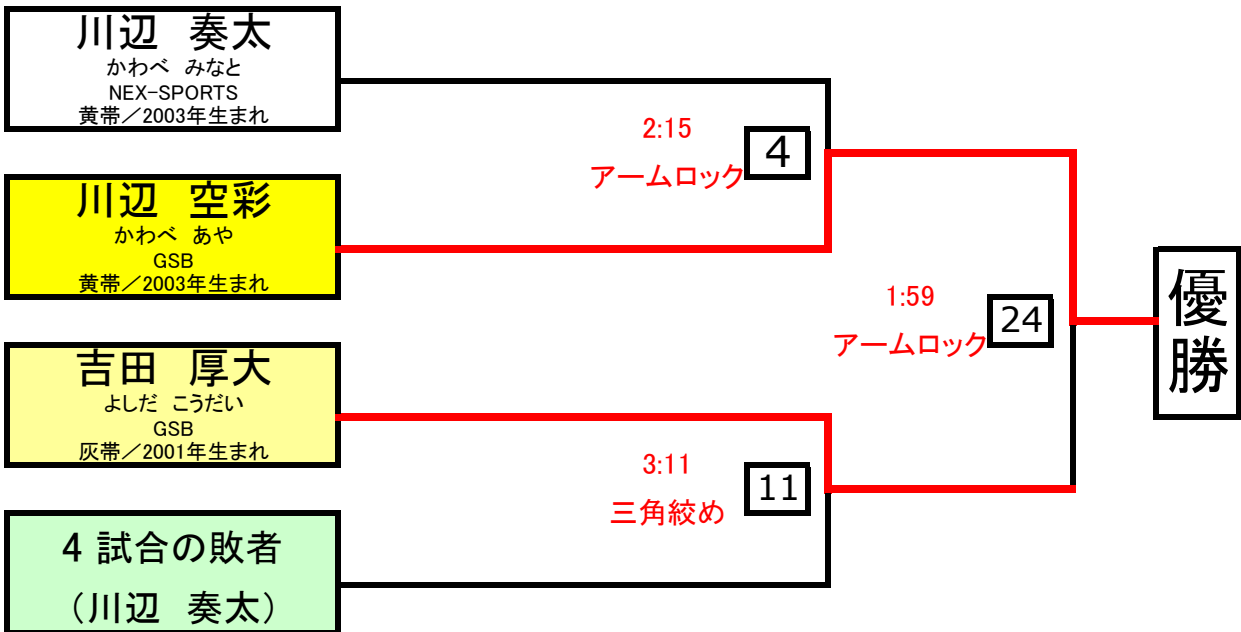 川辺　奏太
かわべ　みなと
NEX-SPORTS
黄帯／2003年生まれ
川辺　空彩
かわべ　あや
GSB
黄帯／2003年生まれ
吉田　厚大
よしだ　こうだい
GSB
灰帯／2001年生まれ
4 試合の敗者
（川辺　奏太）
2:15
アームロック
4
3:11
三角絞め
11
1:59
アームロック
24
優勝